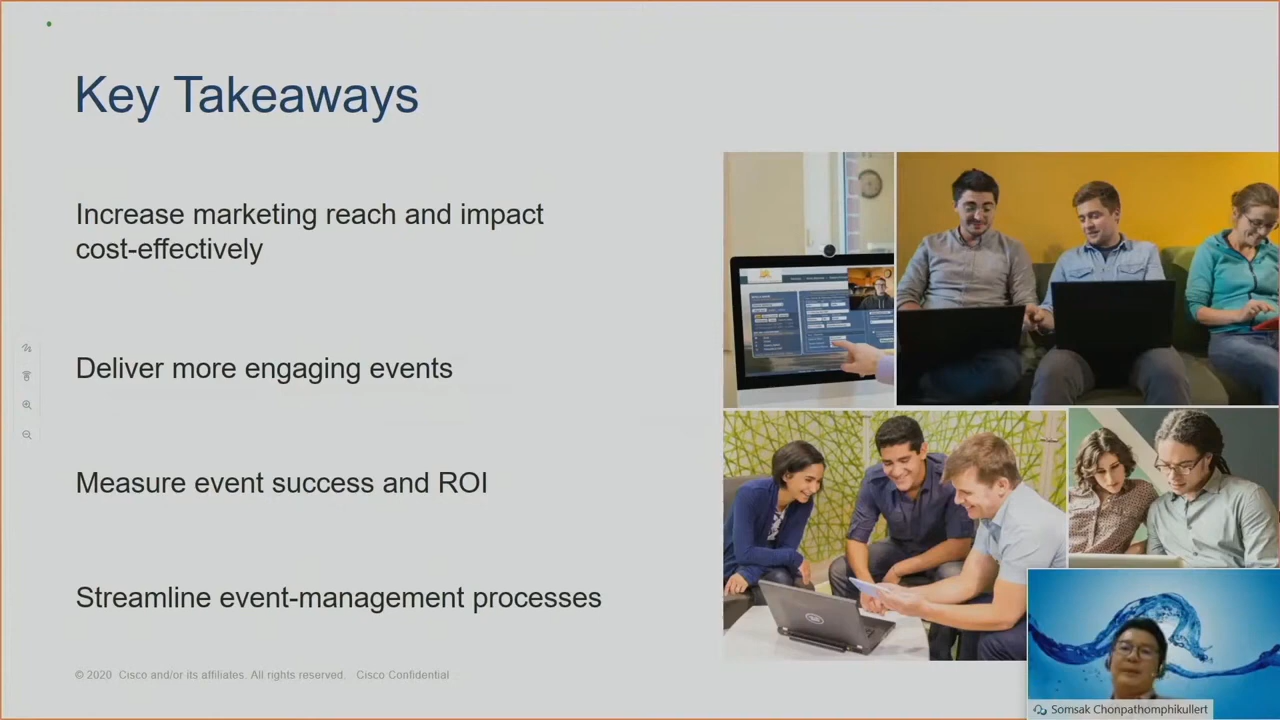 Key Takeaways
Increase marketing reach and impact
cost-effectively
Deliver more engaging events
Measure event success and ROI
Streamline event-management processes
© 2020 Cisco and/or its affiliates. All rights reserved. Cisco Confidential
Somsak Chonpathomphikullert